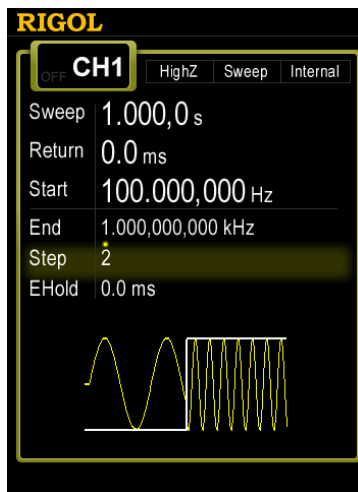 RIGOL
OFF CH1 HighZ Sweep Internal
Sweep 1.000,0 s
Return 0.0 ms
Start 100.000,000 Hz
End 1.000,000,000 kHz
Step 2
EHold 0.0 ms